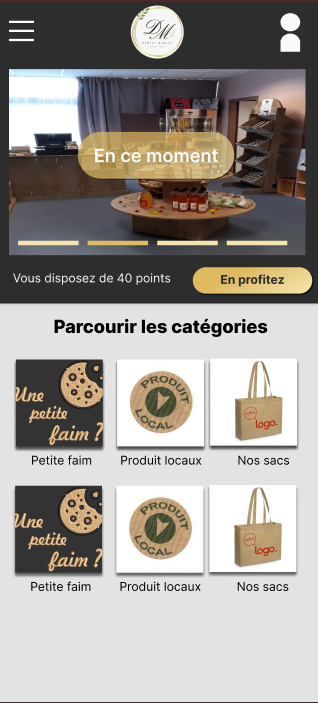 DM
En ce moment
Vous disposez de 40 points
En profitez
Parcourir les catégories
Une
petite
faim ?
PRODUIT
LOCAL
logo.
Petite faim
Produit locaux
Nos sacs
Une
petite
faim ?
PRODUIT
LOCAL
logo.
Petite faim
Produit locaux
Nos sacs